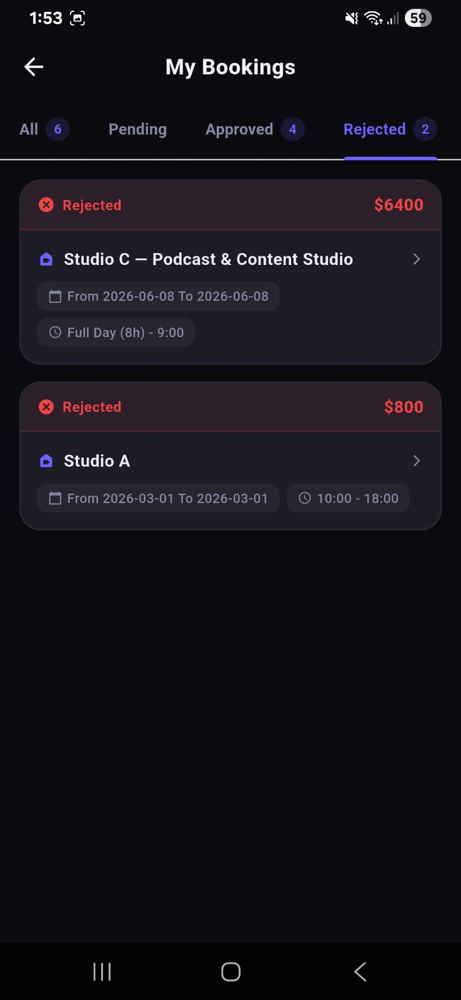 1:53 59
My Bookings
All 6 Pending Approved 4 Rejected 2
Rejected $6400
Studio C — Podcast & Content Studio
From 2026-06-08 To 2026-06-08
Full Day (8h) - 9:00
Rejected $800
Studio A
From 2026-03-01 To 2026-03-01 10:00 - 18:00